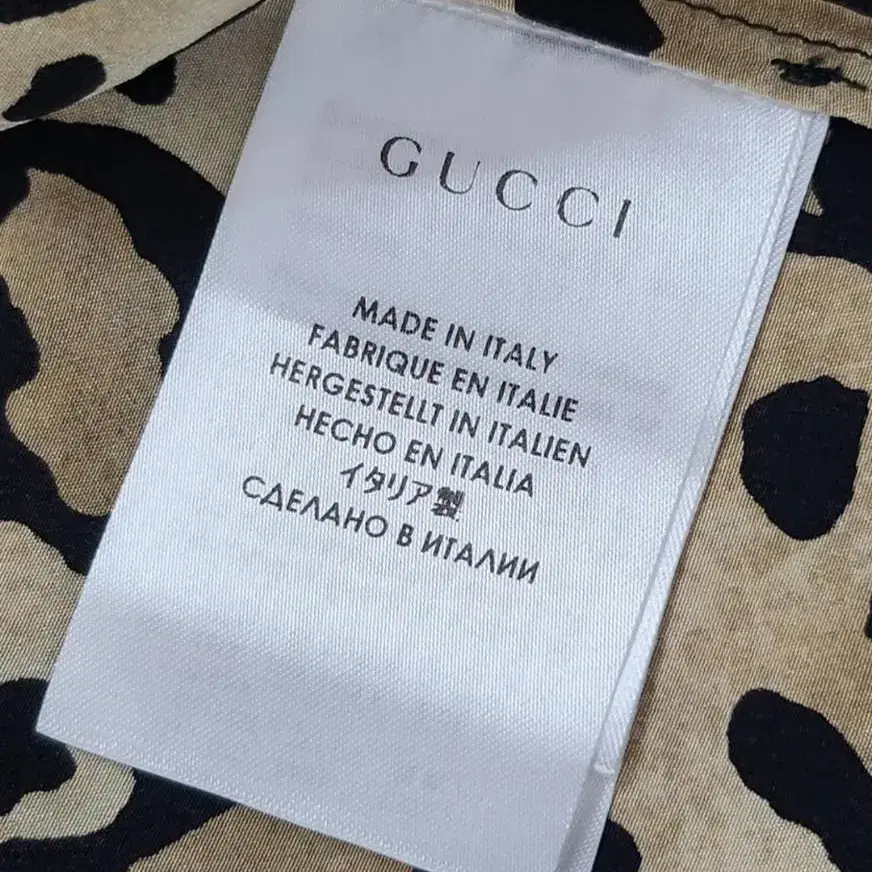 GUCCI
MADE IN ITALY
FABRIQUE EN ITALIE
HERGESTELLT IN ITALIEN
HECHO EN ITALIA
イタリア製
СДЕЛАНО В ИТАЛИИ